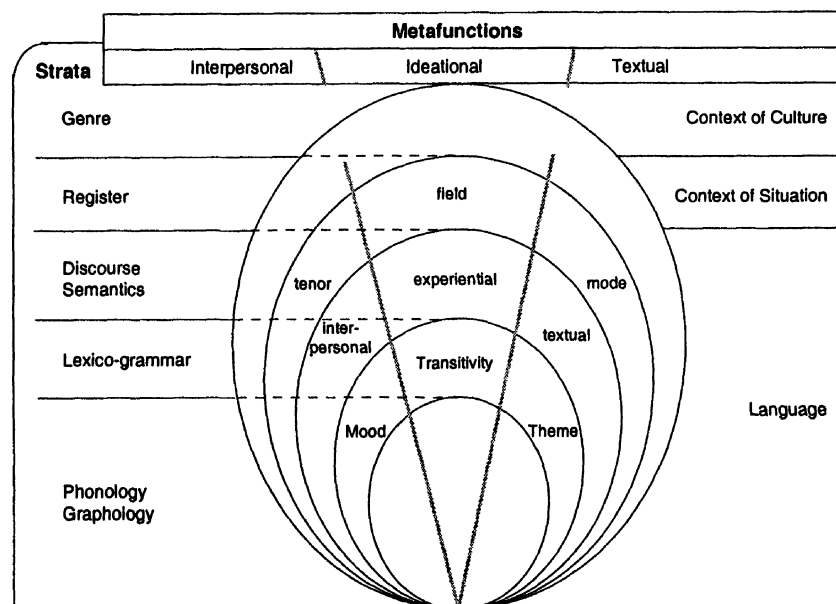 Metafunctions
Strata
Interpersonal
Ideational
Textual
Genre
Context of Culture
Register
field
Context of Situation
Discourse
Semantics
tenor
experiential
mode
inter-
personal
textual
Lexico-grammar
Transitivity
Language
Mood
Theme
Phonology
Graphology